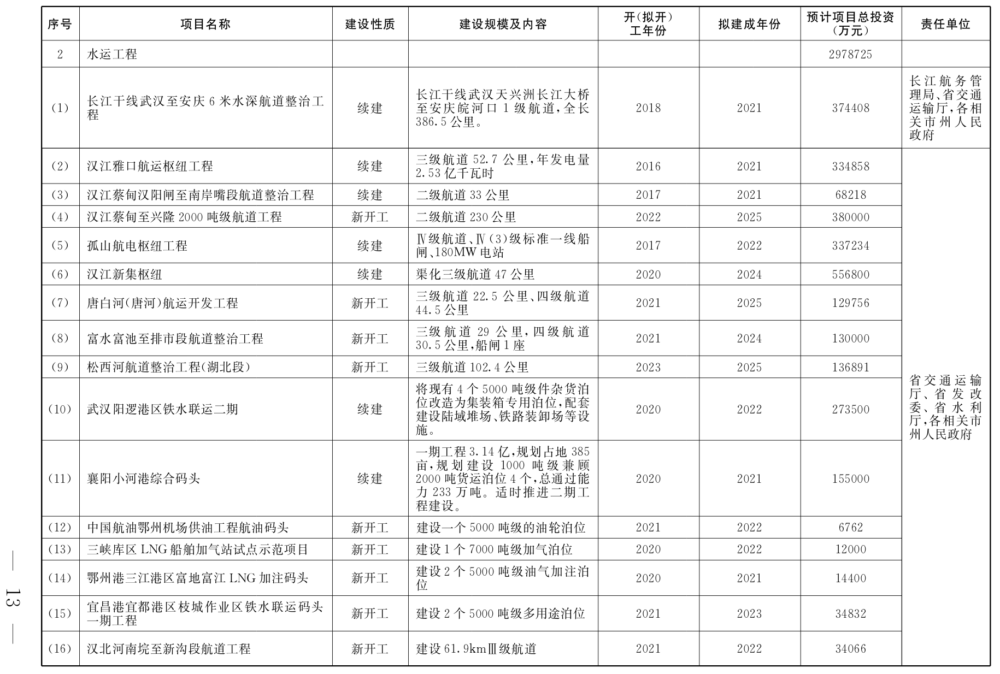 序号 项目名称 建设性质 建设规模及内容 开(拟开)工年份 拟建成年份 预计项目总投资(万元) 责任单位
2 水运工程 2978725
(1) 长江干线武汉至安庆6米水深航道整治工
程
续建
长江干线武汉天兴洲长江大桥
至安庆皖河口1级航道,全长
386.5公里。
2018 2021 374408
长江航务管
理局、省交通
运输厅,各相
关市州人民
政府
(2) 汉江雅口航运枢纽工程 续建
三级航道52.7公里,年发电量
2.53亿千瓦时
2016 2021 334858
(3) 汉江蔡甸汉阳闸至南岸嘴段航道整治工程 续建 二级航道33公里 2017 2021 68218
(4) 汉江蔡甸至兴隆2000吨级航道工程 新开工 二级航道230公里 2022 2025 380000
(5) 孤山航电枢纽工程 续建
Ⅳ级航道、Ⅳ(3)级标准一线船
闸、180MW电站
2017 2022 337234
(6) 汉江新集枢纽 续建 渠化三级航道47公里 2020 2024 556800
(7) 唐白河(唐河)航运开发工程 新开工
三级航道22.5公里、四级航道
44.5公里
2021 2025 129756
(8) 富水富池至排市段航道整治工程 新开工
三级航道29公里,四级航道
30.5公里,船闸1座
2021 2024 130000
(9) 松西河航道整治工程(湖北段) 新开工 三级航道102.4公里 2023 2025 136891
(10) 武汉阳逻港区铁水联运二期 续建
将现有4个5000吨级件杂货泊
位改造为集装箱专用泊位,配套
建设陆域堆场、铁路装卸场等设
施。
2020 2022 273500
省交通运输
厅、省发改
委、省水利
厅,各相关市
州人民政府
(11) 襄阳小河港综合码头 续建
一期工程3.14亿,规划占地385
亩,规划建设1000吨级兼顾
2000吨货运泊位4个,总通过能
力233万吨。适时推进二期工
程建设。
2020 2021 155000
(12) 中国航油鄂州机场供油工程航油码头 新开工 建设一个5000吨级的油轮泊位 2021 2022 6762
(13) 三峡库区LNG船舶加气站试点示范项目 新开工 建设1个7000吨级加气泊位 2020 2022 12000
(14) 鄂州港三江港区富地富江LNG加注码头 新开工
建设2个5000吨级油气加注泊
位
2020 2021 14400
(15) 宜昌港宜都港区枝城作业区铁水联运码头
一期工程
新开工 建设2个5000吨级多用途泊位 2021 2023 34832
(16) 汉北河南垸至新沟段航道工程 新开工 建设61.9kmⅢ级航道 2021 2022 34066
— 13 —